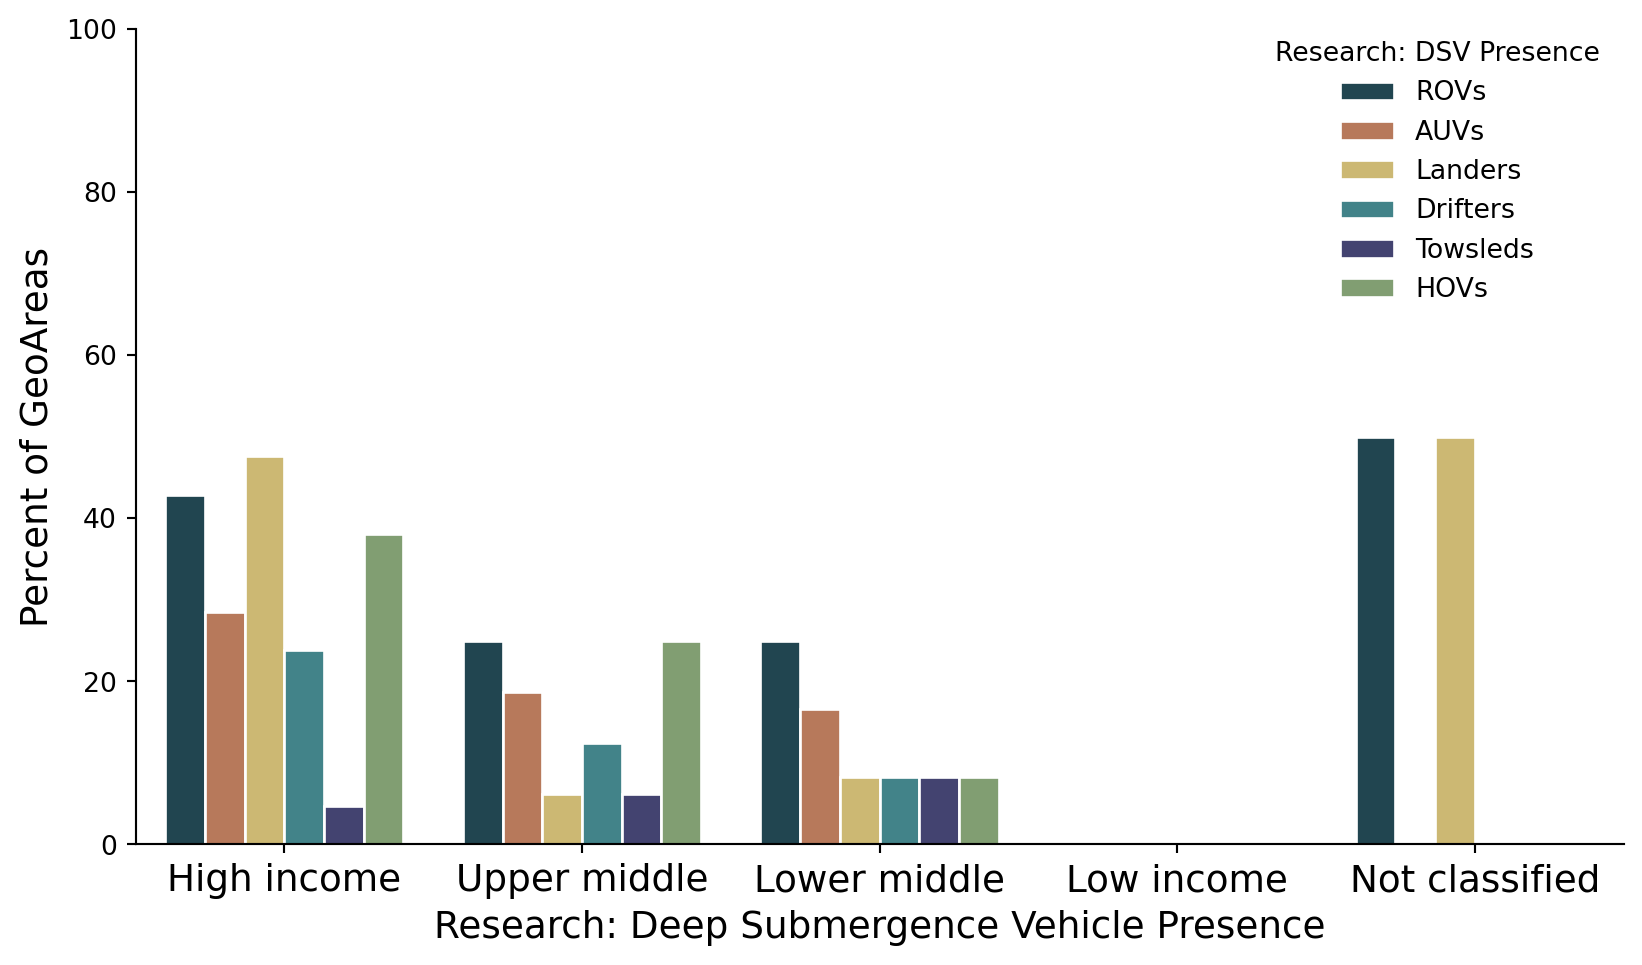 100
80
60
40
20
0
Percent of GeoAreas
Research: DSV Presence
ROVs
AUVs
Landers
Drifters
Towsleds
HOVs
High income
Upper middle
Lower middle
Low income
Not classified
Research: Deep Submergence Vehicle Presence